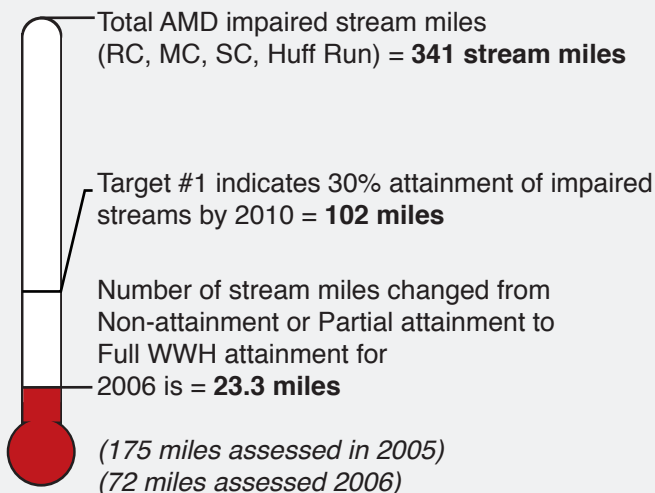 Total AMD impaired stream miles
(RC, MC, SC, Huff Run) = 341 stream miles
Target #1 indicates 30% attainment of impaired
streams by 2010 = 102 miles
Number of stream miles changed from
Non-attainment or Partial attainment to
Full WWH attainment for
2006 is = 23.3 miles
(175 miles assessed in 2005)
(72 miles assessed 2006)